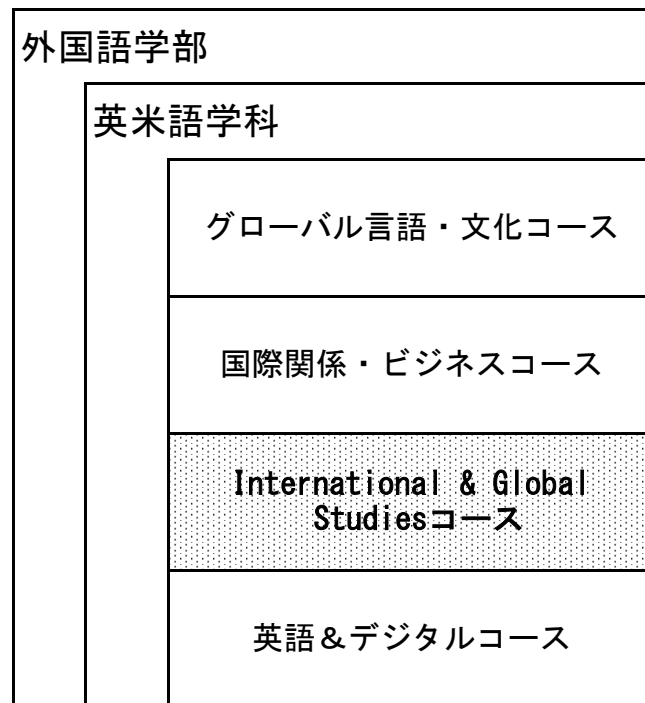 外国語学部
英米語学科
グローバル言語・文化コース
国際関係・ビジネスコース
International & Global
Studiesコース
英語＆デジタルコース